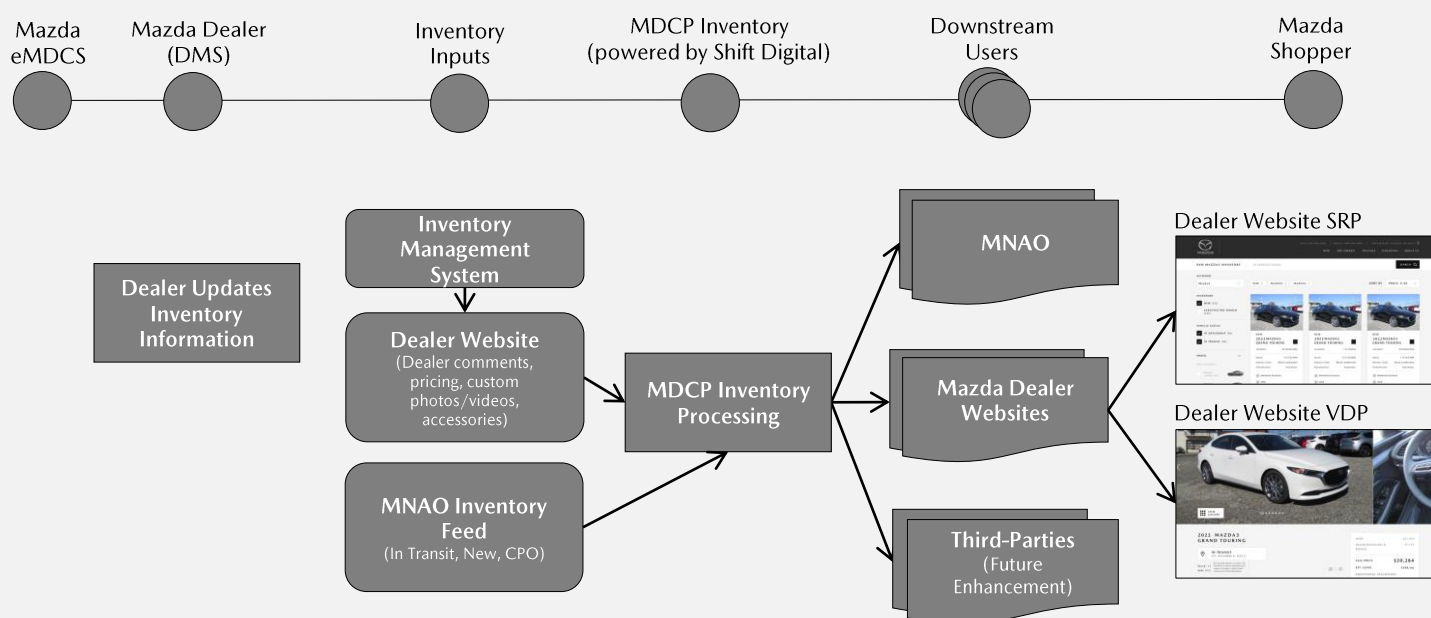 Mazda
eMDCS
Mazda Dealer
(DMS)
Inventory
Inputs
MDCP Inventory
(powered by Shift Digital)
Downstream
Users
Mazda
Shopper
Dealer Updates
Inventory
Information
Inventory
Management
System
Dealer Website
(Dealer comments,
pricing, custom
photos/videos,
accessories)
MNAO Inventory
Feed
(In Transit, New, CPO)
MDCP Inventory
Processing
MNAO
Mazda Dealer
Websites
Third-Parties
(Future
Enhancement)
Dealer Website SRP
Dealer Website VDP
2022 MAZDA3
GRAND TOURING